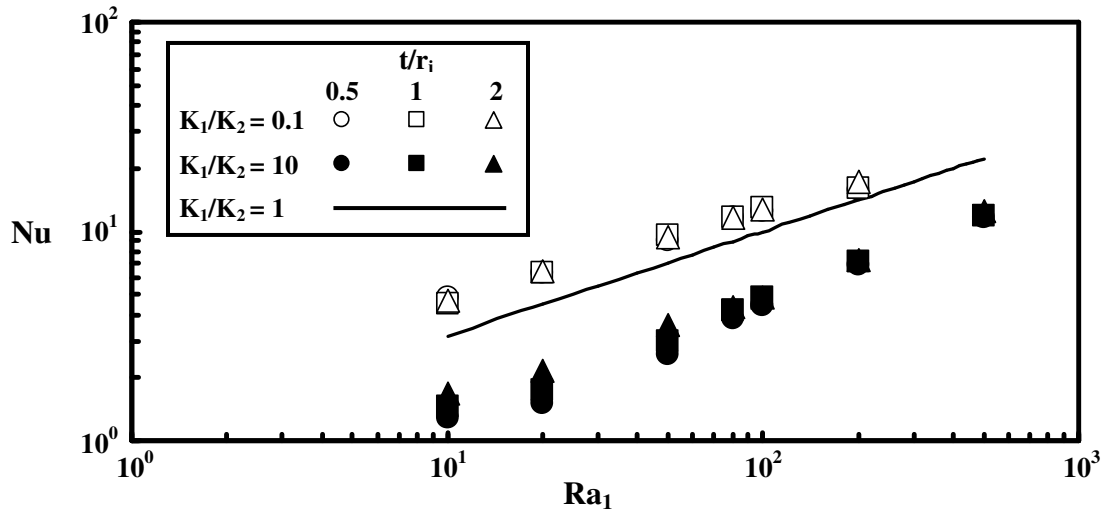 10²
t/rᵢ
0.5 1 2
K₁/K₂ = 0.1
K₁/K₂ = 10
K₁/K₂ = 1
Nu
10¹
10⁰
10⁰ 10¹ 10² 10³
Ra₁